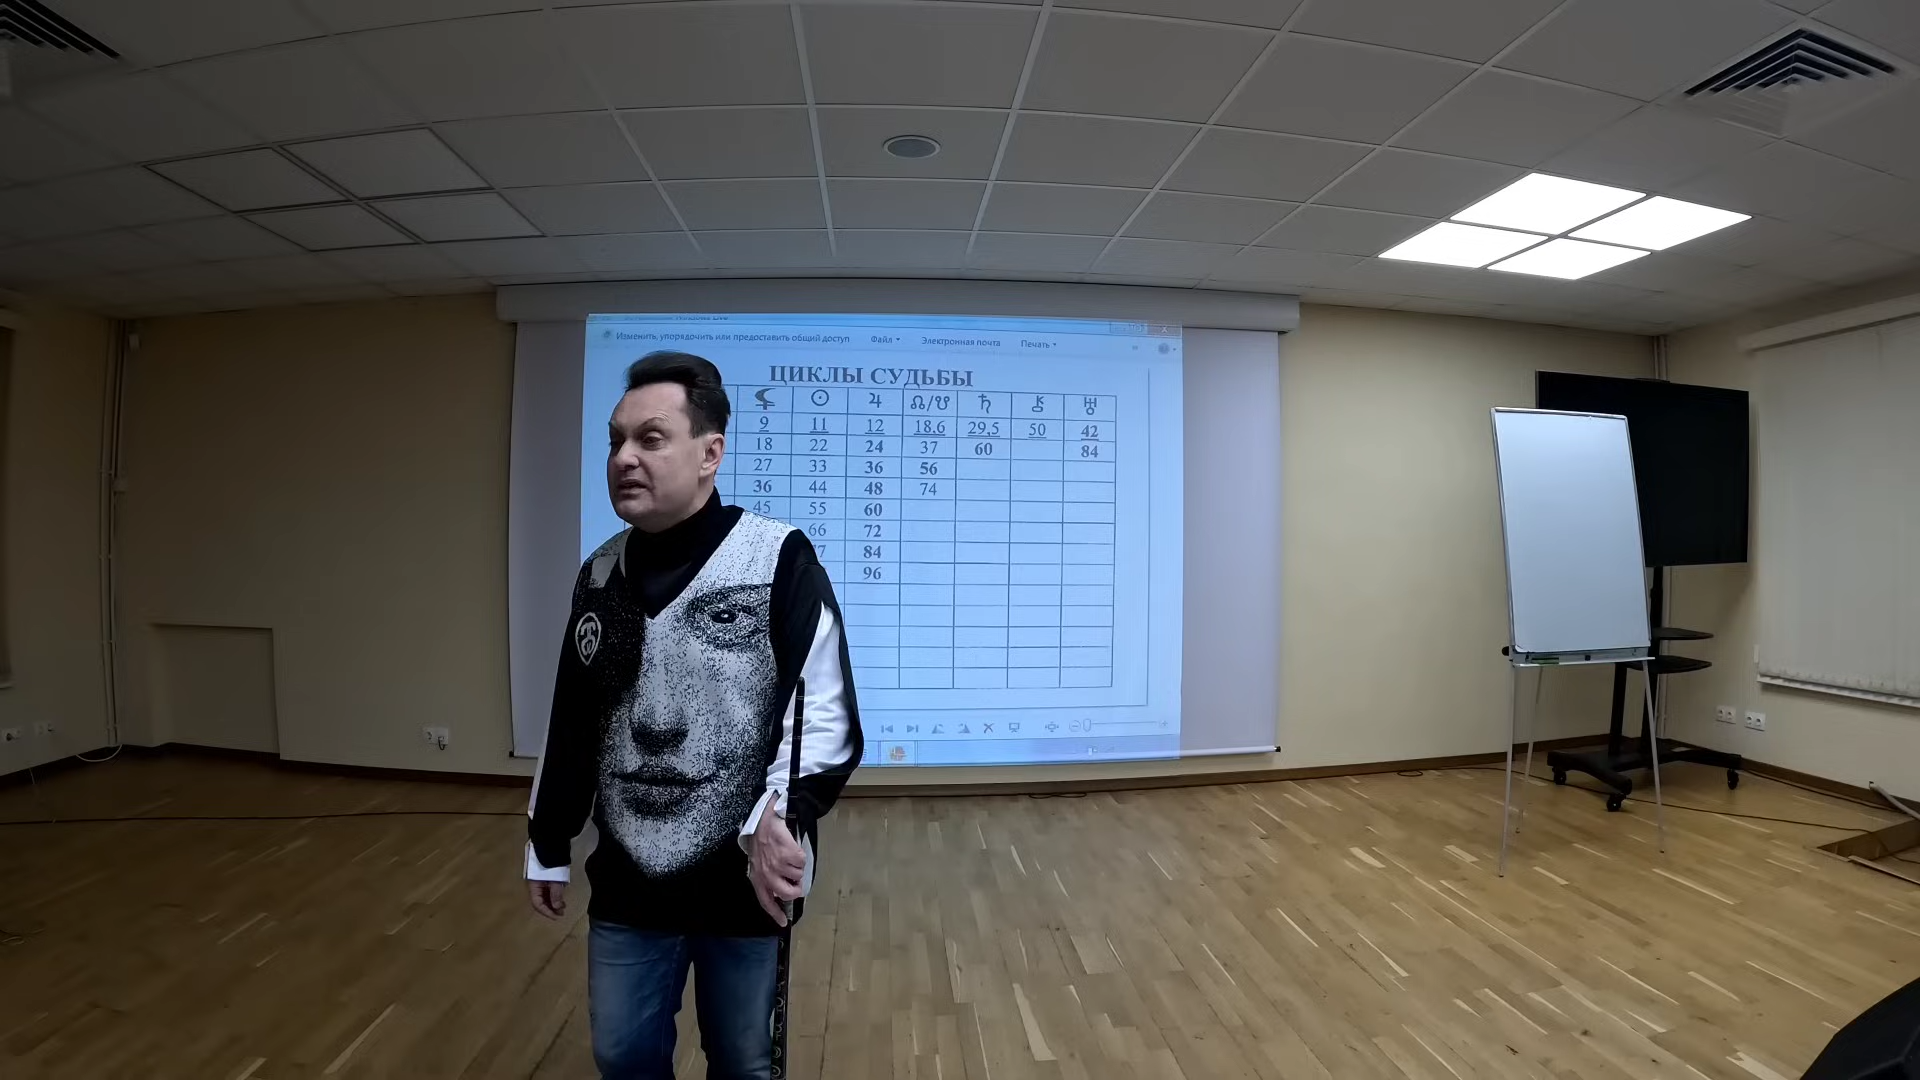 Изменить, упорядочить или предоставить общий доступ Файл Электронная почта Печать
ЦИКЛЫ СУДЬБЫ
⚸ ☉ ♃ ☊/☋ ♄ ⚷ ♅
9 11 12 18,6 29,5 50 42
18 22 24 37 60 84
27 33 36 56
36 44 48 74
45 55 60
66 72
84
96